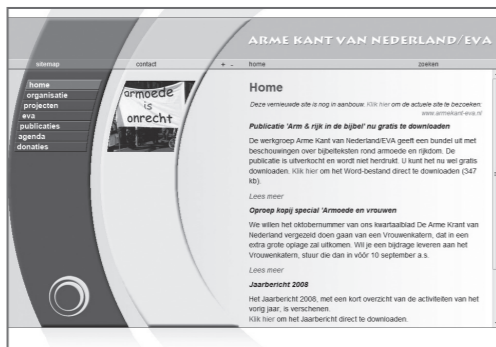 ARME KANT VAN NEDERLAND/EVA
sitemap
contact
+ -
home
zoeken
home
organisatie
projecten
eva
publicaties
agenda
donaties
armoede
is
onrecht
Home
Deze vernieuwde site is nog in aanbouw. Klik hier om de actuele site te bezoeken:
www.armekant-eva.nl
Publicatie 'Arm & rijk in de bijbel' nu gratis te downloaden
De werkgroep Arme Kant van Nederland/EVA geeft een bundel uit met
beschouwingen over bijbelteksten rond armoede en rijkdom. De
publicatie is uitverkocht en wordt niet herdrukt. U kunt het nu wel gratis
downloaden. Klik hier om het Word-bestand direct te downloaden (347
kb).
Lees meer
Oproep kopij special 'Armoede en vrouwen
We willen het oktobernummer van ons kwartaalblad De Arme Krant van
Nederland vergezeld doen gaan van een Vrouwenkatern, dat in een
extra grote oplage zal uitkomen. Wil je een bijdrage leveren aan het
Vrouwenkatern, stuur die dan in vóór 10 september a.s.
Lees meer
Jaarbericht 2008
Het Jaarbericht 2008, met een kort overzicht van de activiteiten van het
vorig jaar, is verschenen.
Klik hier om het Jaarbericht direct te downloaden.